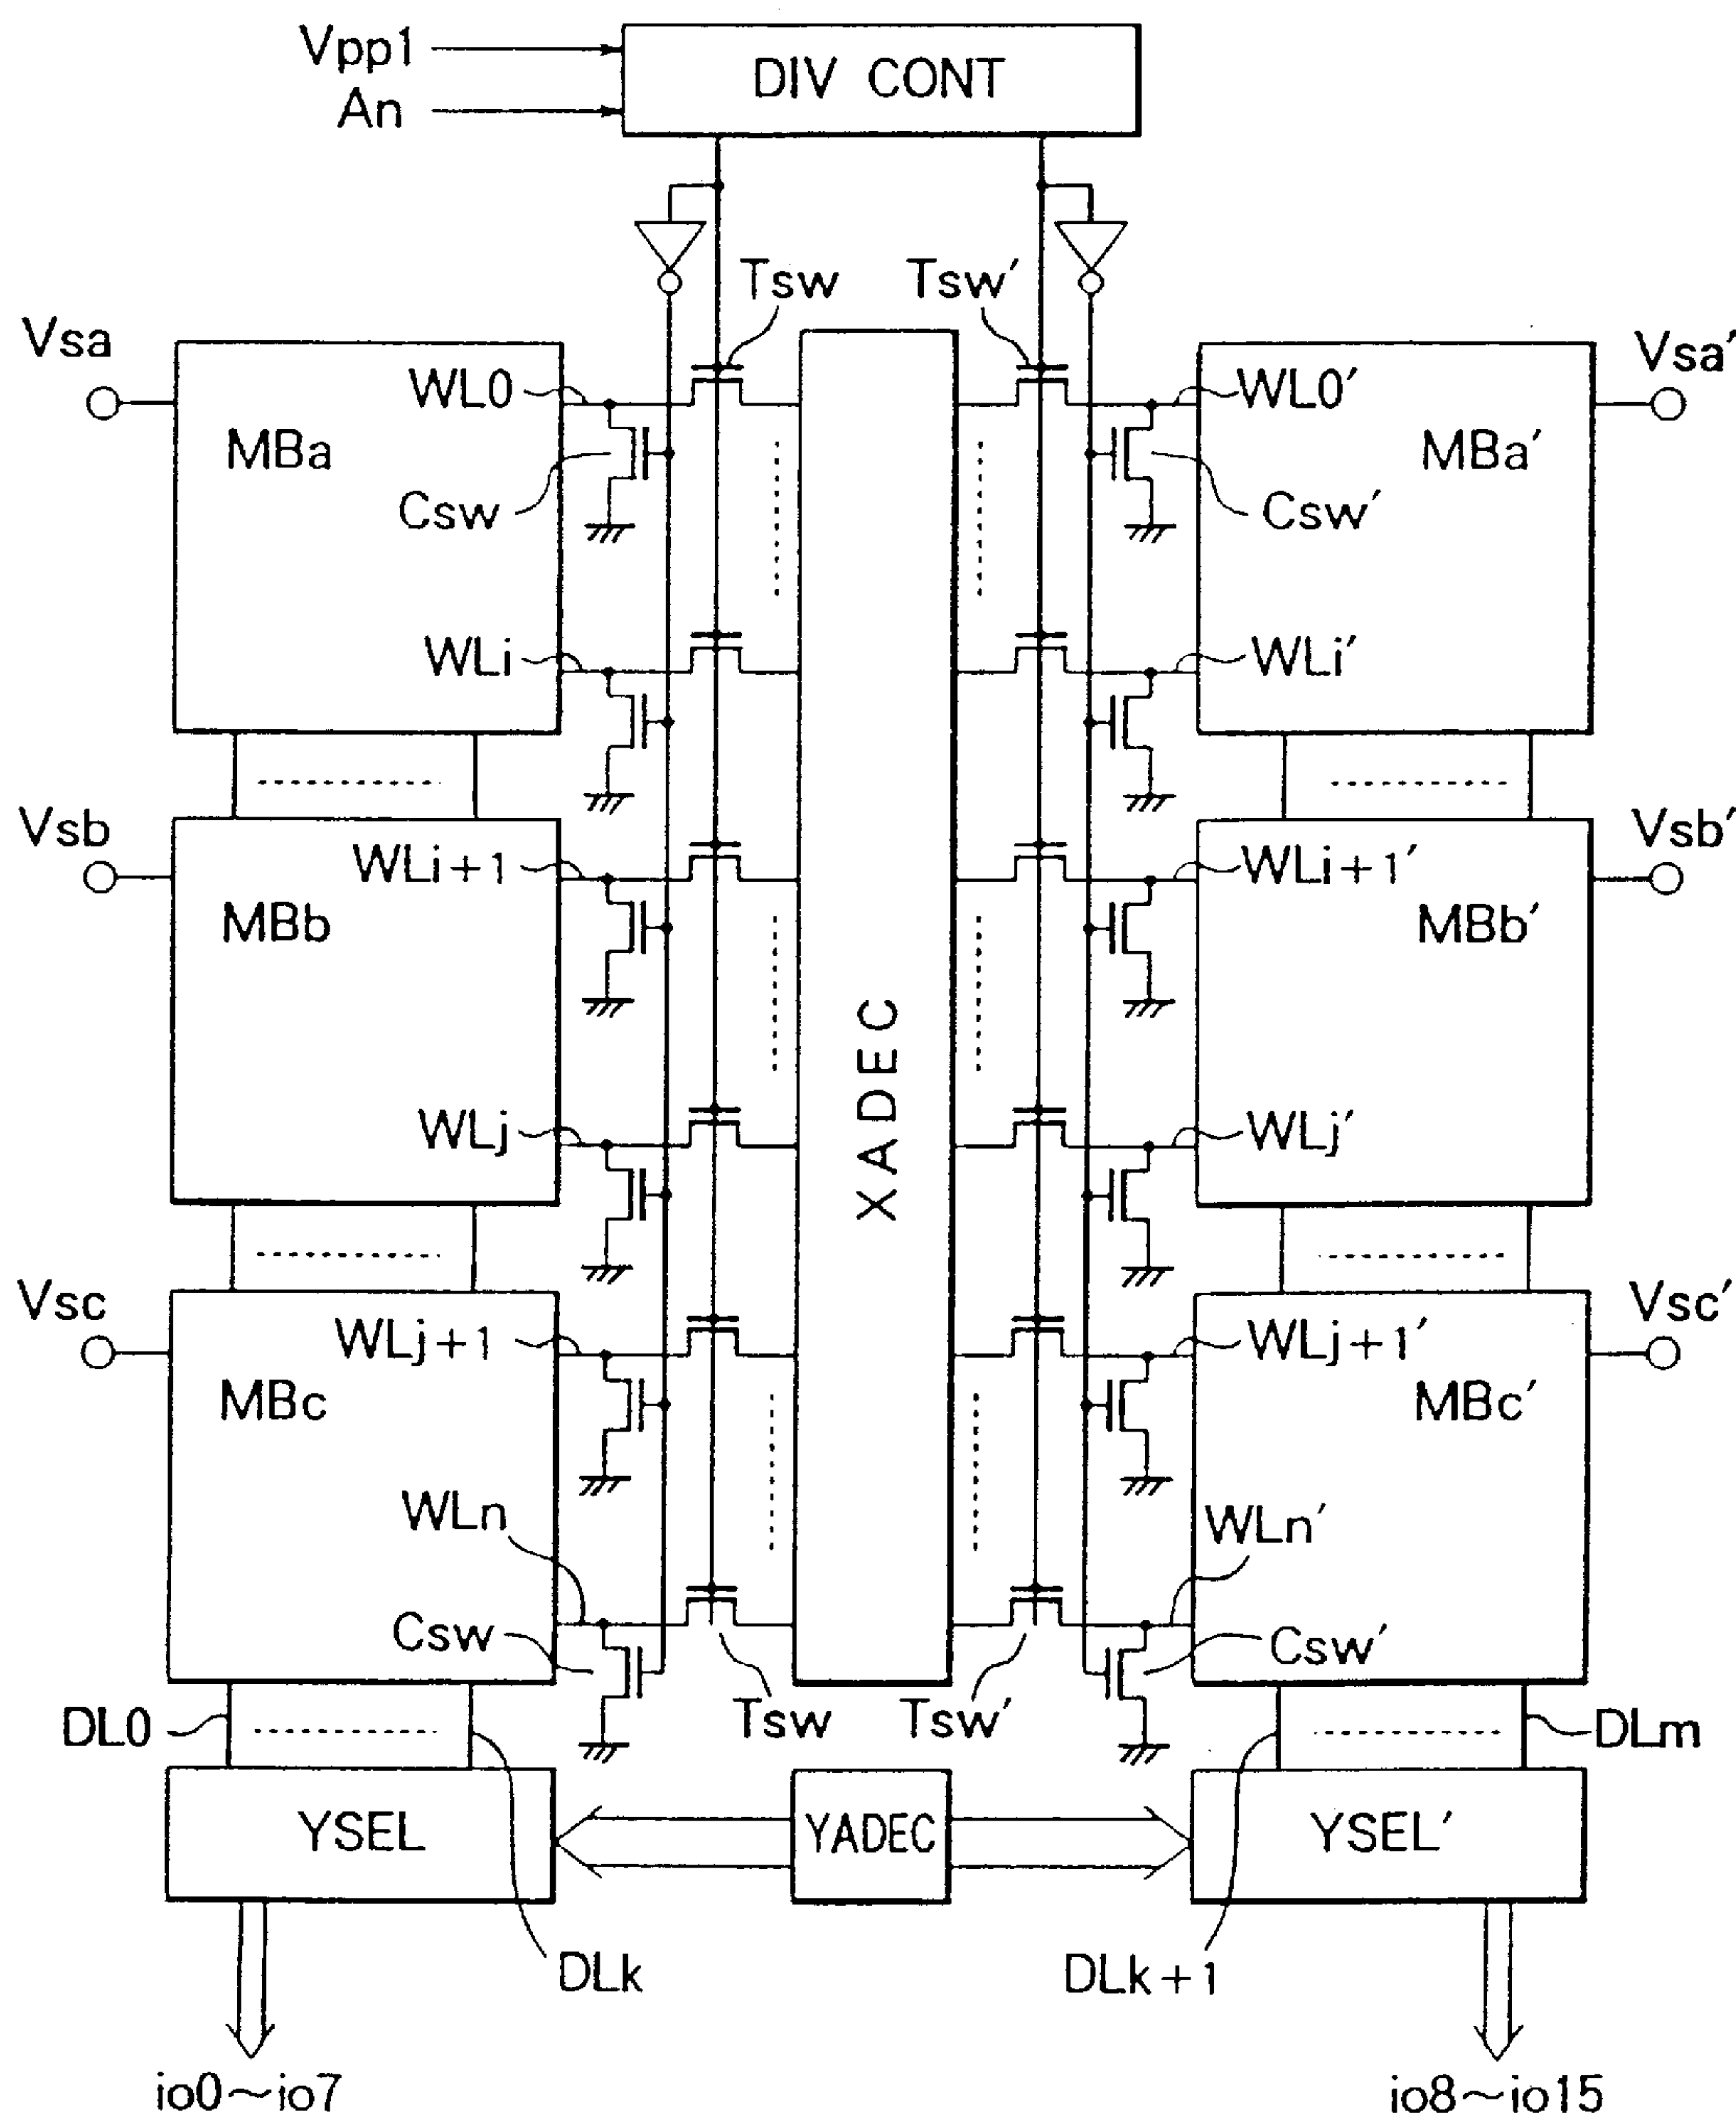 Vpp1
An
DIV CONT
Tsw
Tsw'
Vsa
Vsa'
WL0
WL0'
MBa
MBa'
Csw
Csw'
WLi
WLi'
Vsb
Vsb'
WLi+1
WLi+1'
MBb
MBb'
XADEC
WLj
WLj'
Vsc
Vsc'
WLj+1
WLj+1'
MBc
MBc'
WLn
WLn'
Csw
Csw'
Tsw
Tsw'
DL0
DLm
YSEL
YADEC
YSEL'
DLk
DLk+1
io0~io7
io8~io15